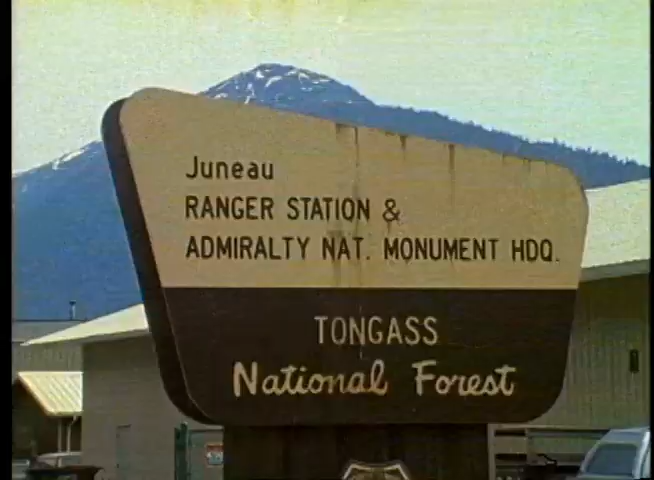 Juneau
RANGER STATION &
ADMIRALTY NAT. MONUMENT HDQ.
TONGASS
National Forest